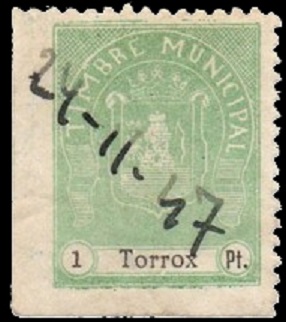 TIMBRE MUNICIPAL
24-11-47
1 Torrox Pt.